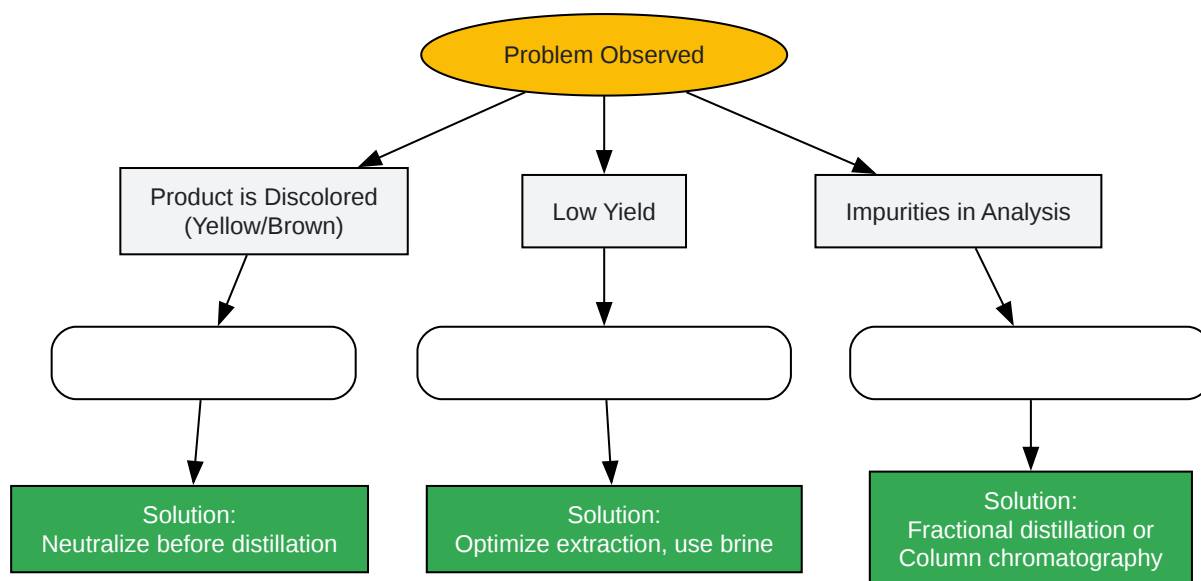 Problem Observed
Product is Discolored
(Yellow/Brown)
Low Yield
Impurities in Analysis
Solution:
Neutralize before distillation
Solution:
Optimize extraction, use brine
Solution:
Fractional distillation or
Column chromatography